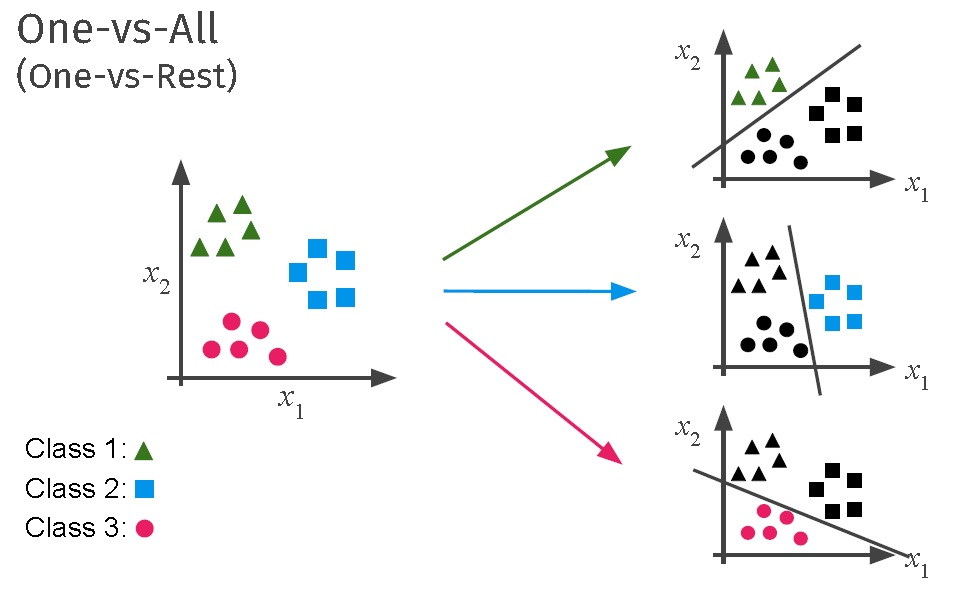 One-vs-All
(One-vs-Rest)
x₂
x₁
Class 1:
Class 2:
Class 3:
x₂
x₁
x₂
x₁
x₂
x₁